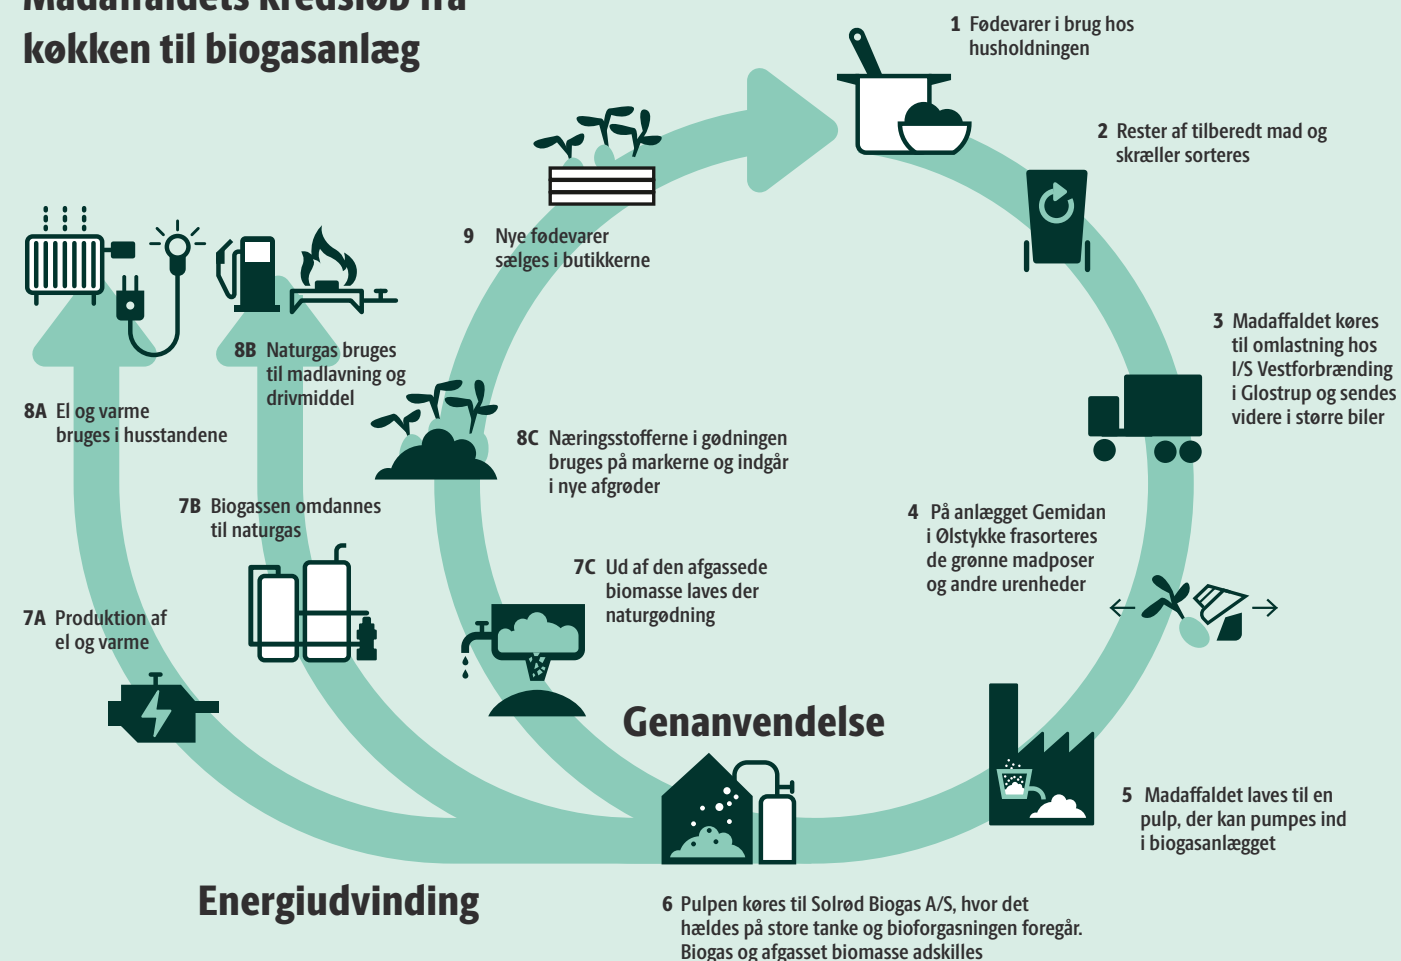 Madaffaldets kredsløb fra
køkken til biogasanlæg
1 Fødevarer i brug hos
husholdningen
2 Rester af tilberedt mad og
skræller sorteres
3 Madaffaldet køres
til omlastning hos
I/S Vestforbrænding
i Glostrup og sendes
videre i større biler
4 På anlægget Gemidan
i Ølstykke frasorteres
de grønne madposer
og andre urenheder
5 Madaffaldet laves til en
pulp, der kan pumpes ind
i biogasanlægget
6 Pulpen køres til Solrød Biogas A/S, hvor det
hældes på store tanke og bioforgasningen foregår.
Biogas og afgasset biomasse adskilles
Genanvendelse
Energiudvinding
7A Produktion af
el og varme
8A El og varme
bruges i husstandene
7B Biogassen omdannes
til naturgas
8B Naturgas bruges
til madlavning og
drivmiddel
7C Ud af den afgassede
biomasse laves der
naturgødning
8C Næringsstofferne i gødningen
bruges på markerne og indgår
i nye afgrøder
9 Nye fødevarer
sælges i butikkerne